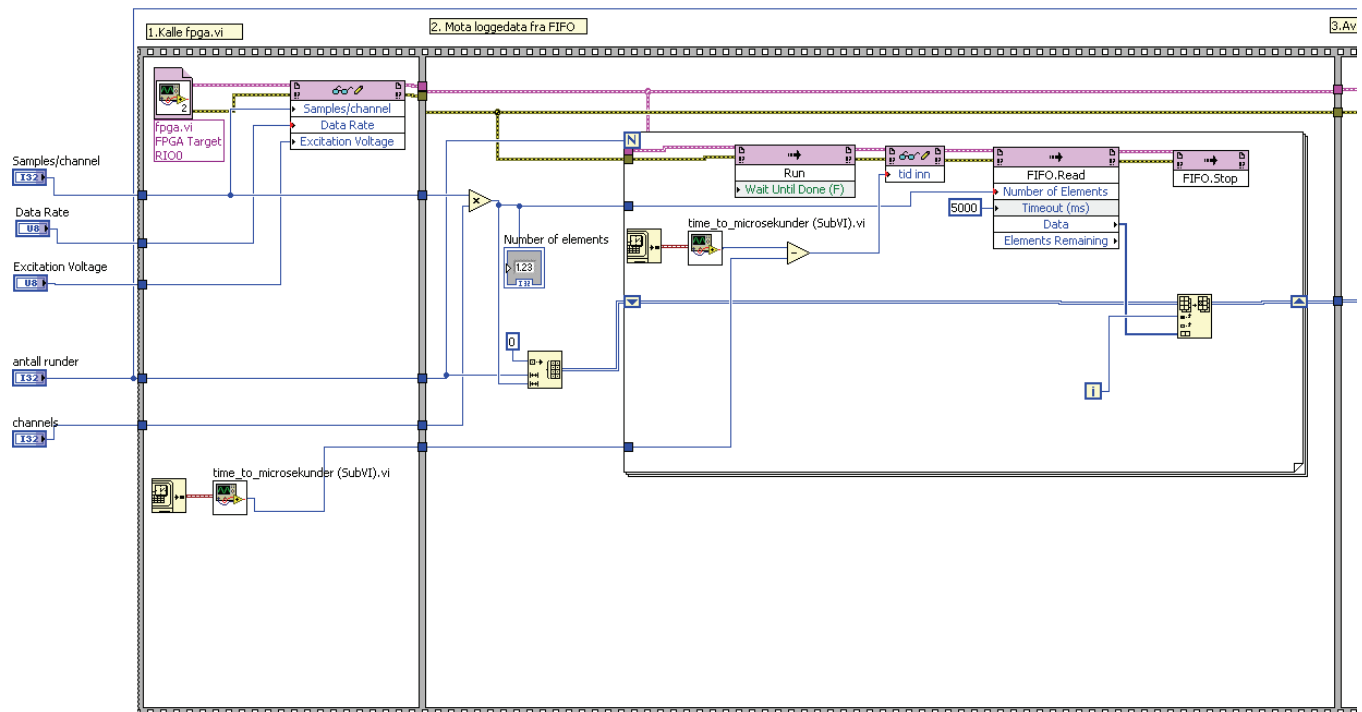 1.Kalle fpga.vi
2. Mota loggedata fra FIFO
3.Av
2
fpga.vi
FPGA Target
RIO0
Samples/channel
Data Rate
Excitation Voltage
Samples/channel
I32
Data Rate
U8
Excitation Voltage
U8
antall runder
I32
channels
I32
time_to_microsekunder (SubVI).vi
×
Number of elements
1.23
I32
0
N
Run
Wait Until Done (F)
tid inn
FIFO.Read
Number of Elements
Timeout (ms)
Data
Elements Remaining
5000
FIFO.Stop
time_to_microsekunder (SubVI).vi
-
i